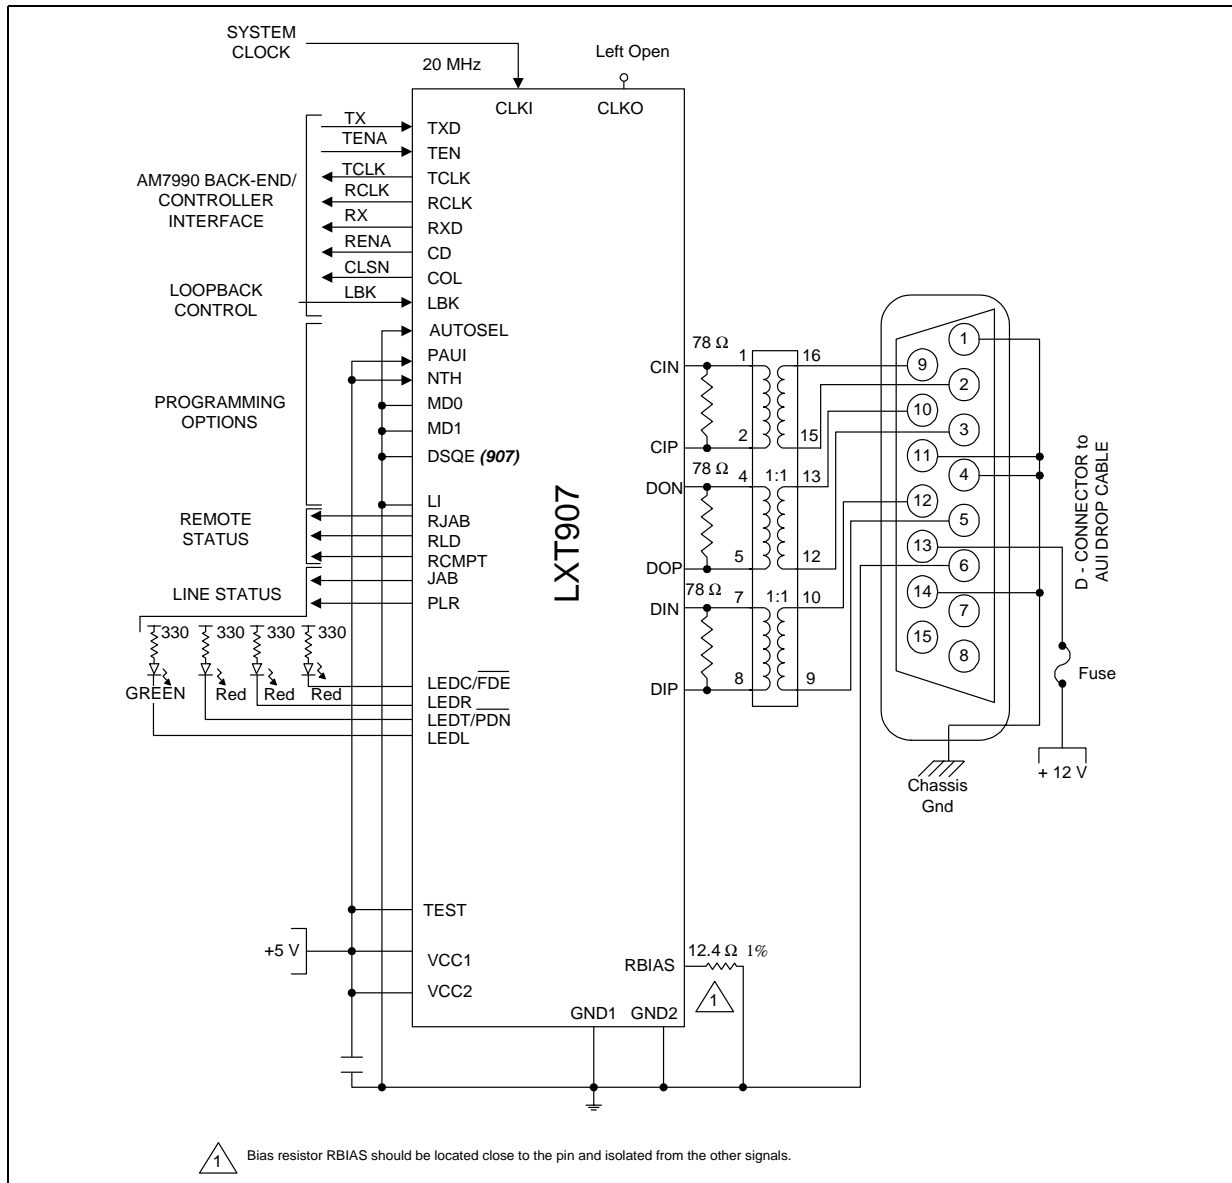 SYSTEM
CLOCK
20 MHz
Left Open
CLKI
CLKO
TX
TXD
TENA
TEN
TCLK
TCLK
RCLK
RCLK
RX
RXD
RENA
CD
CLSN
COL
LBK
LBK
AM7990 BACK-END/
CONTROLLER
INTERFACE
LOOPBACK
CONTROL
AUTOSEL
PAUI
NTH
MD0
MD1
DSQE (907)
LI
PROGRAMMING
OPTIONS
RJAB
RLD
RCMPT
REMOTE
STATUS
JAB
PLR
LINE STATUS
330
330
330
330
GREEN
Red
Red
Red
LEDC/FDE
LEDR
LEDT/PDN
LEDL
LXT907
TEST
+5 V
VCC1
VCC2
CIN
78 Ω
1
16
CIP
2
15
DON
78 Ω
4
1:1
13
DOP
5
12
DIN
78 Ω
7
1:1
10
DIP
8
9
1
9
2
10
3
11
4
12
5
13
6
14
7
15
8
D - CONNECTOR to
AUI DROP CABLE
Fuse
+ 12 V
Chassis
Gnd
RBIAS
12.4 Ω 1%
1
GND1
GND2
1
Bias resistor RBIAS should be located close to the pin and isolated from the other signals.